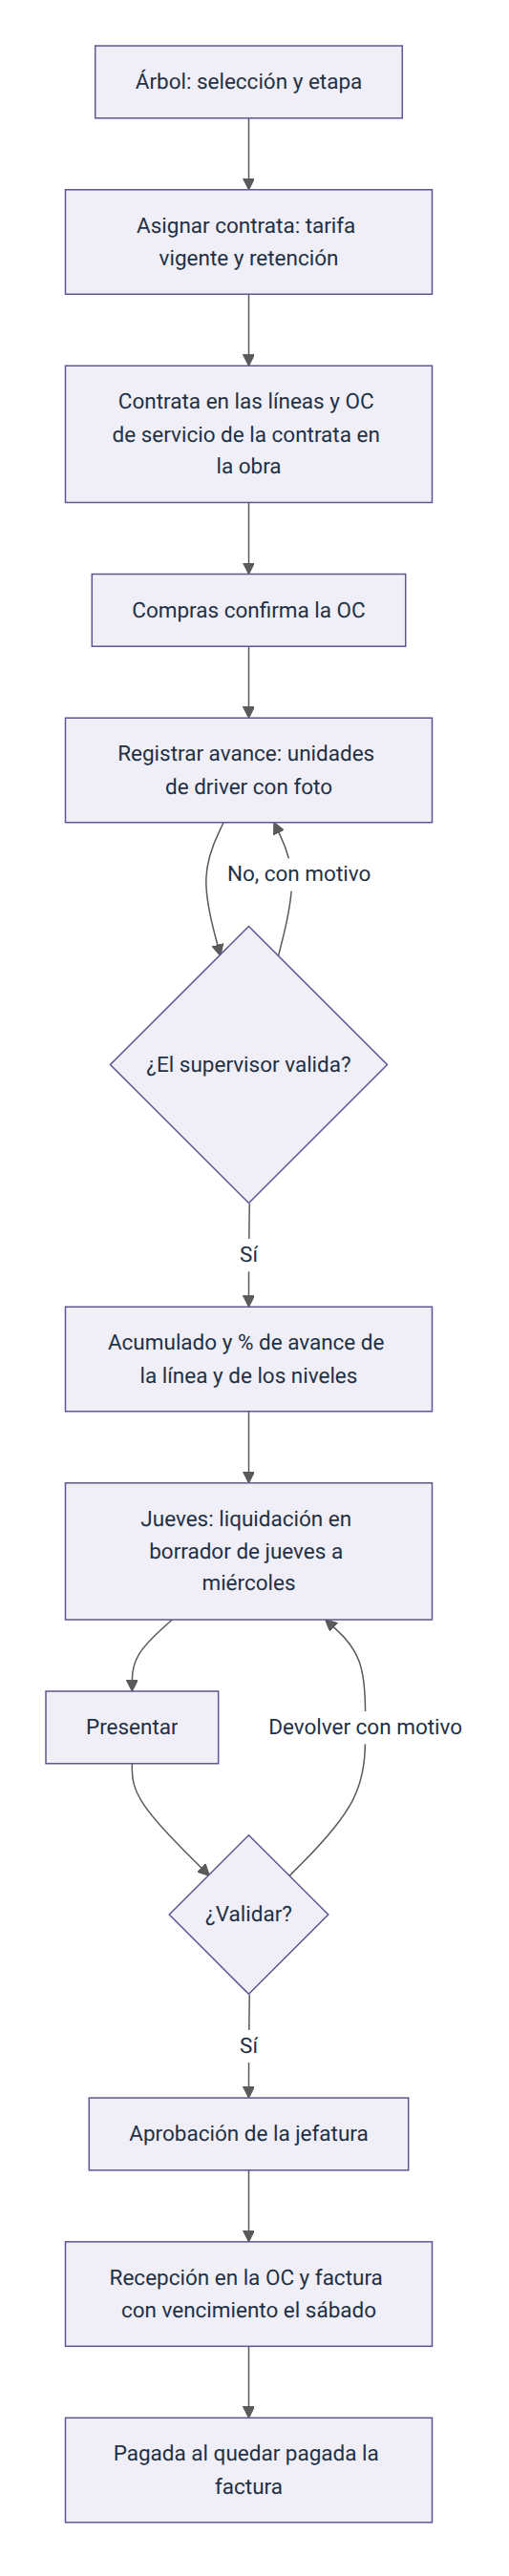 Árbol: selección y etapa
Asignar contrata: tarifa
vigente y retención
Contrata en las líneas y OC
de servicio de la contrata en
la obra
Compras confirma la OC
Registrar avance: unidades
de driver con foto
No, con motivo
¿El supervisor valida?
Sí
Acumulado y % de avance de
la línea y de los niveles
Jueves: liquidación en
borrador de jueves a
miércoles
Presentar
Devolver con motivo
¿Validar?
Sí
Aprobación de la jefatura
Recepción en la OC y factura
con vencimiento el sábado
Pagada al quedar pagada la
factura